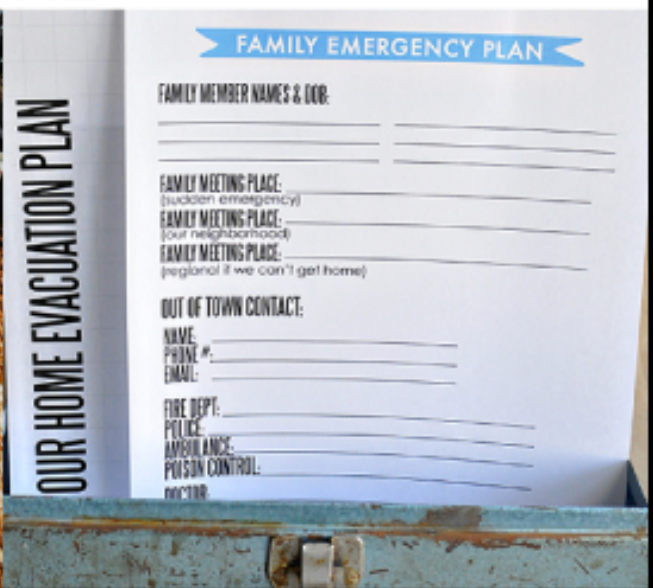 OUR HOME EVACUATION PLAN
FAMILY EMERGENCY PLAN
FAMILY MEMBER NAMES & DOB:
FAMILY MEETING PLACE:
(sudden emergency)
FAMILY MEETING PLACE:
(out neighborhood)
FAMILY MEETING PLACE:
(regional if we can't get home)
OUT OF TOWN CONTACT:
NAME:
PHONE #:
EMAIL:
FIRE DEPT:
POLICE:
AMBULANCE:
POISON CONTROL:
DOCTOR: